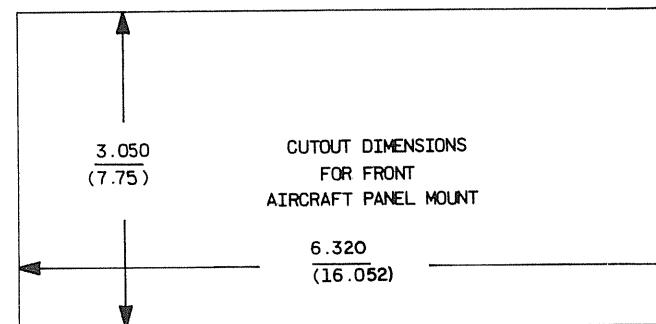 3.050
(7.75)
CUTOUT DIMENSIONS
FOR FRONT
AIRCRAFT PANEL MOUNT
6.320
(16.052)